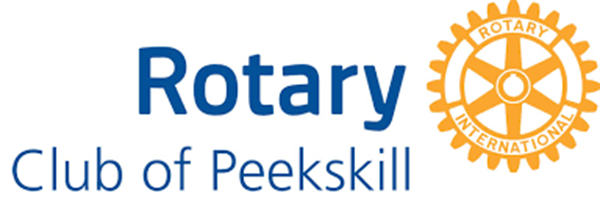 Rotary
Club of Peekskill
ROTARY
INTERNATIONAL